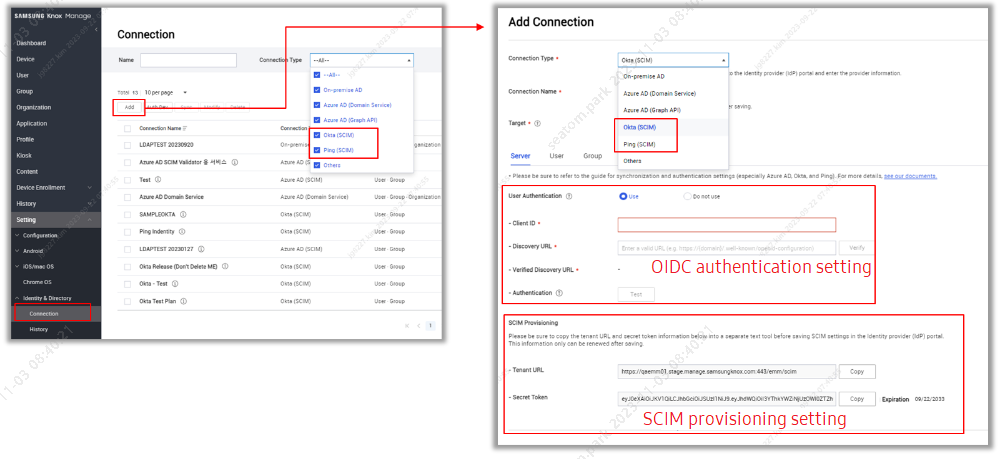 SAMSUNG Knox Manage
Dashboard
Device
User
Group
Organization
Application
Profile
Kiosk
Content
Device Enrollment
History
Setting
Configuration
Android
iOS/mac OS
Chrome OS
Identity & Directory
Connection
History
Connection
Name
Connection Type
--All--
--All--
On-premise AD
Azure AD (Domain Service)
Azure AD (Graph API)
Okta (SCIM)
Ping (SCIM)
Others
Total
10 per page
Add
Modify
Delete
Connection Name
LDAPTEST 20230920
Azure AD SCIM Validator 용 서비스
Azure AD (SCIM)
Test
Azure AD (SCIM)
User · Group
Azure AD Domain Service
Azure AD (Domain Service)
User · Group · Organization
SAMPLEOKTA
Okta (SCIM)
User · Group
Ping Indentity
Okta (SCIM)
User · Group
LDAPTEST 20230127
Azure AD (SCIM)
User · Group
Okta Release (Don't Delete ME)
Okta (SCIM)
User · Group
Okta - Test
Okta (SCIM)
User · Group
Okta Test Plan
Okta (SCIM)
User · Group
1
Add Connection
Connection Type *
Okta (SCIM)
On-premise AD
Azure AD (Domain Service)
Azure AD (Graph API)
Okta (SCIM)
Ping (SCIM)
Others
to the identity provider (IdP) portal and enter the provider information.
Connection Name *
er saving.
Target *
Server
User
Group
- Please be sure to refer to the guide for synchronization and authentication settings (especially Azure AD, Okta, and Ping). For more details, see our documents.
User Authentication
Use
Do not use
- Client ID *
- Discovery URL *
Enter a valid URL (e.g. https://{domain}/.well-known/openid-configuration)
Verify
- Verified Discovery URL *
-
OIDC authentication setting
- Authentication
Test
SCIM Provisioning
Please be sure to copy the tenant URL and secret token information below into a separate text tool before saving SCIM settings in the Identity provider (IdP) portal.
This information only can be renewed after saving.
- Tenant URL
https://qaemm01.stage.manage.samsungknox.com:443/emm/scim
Copy
- Secret Token
Copy
Expiration
09/22/2033
SCIM provisioning setting